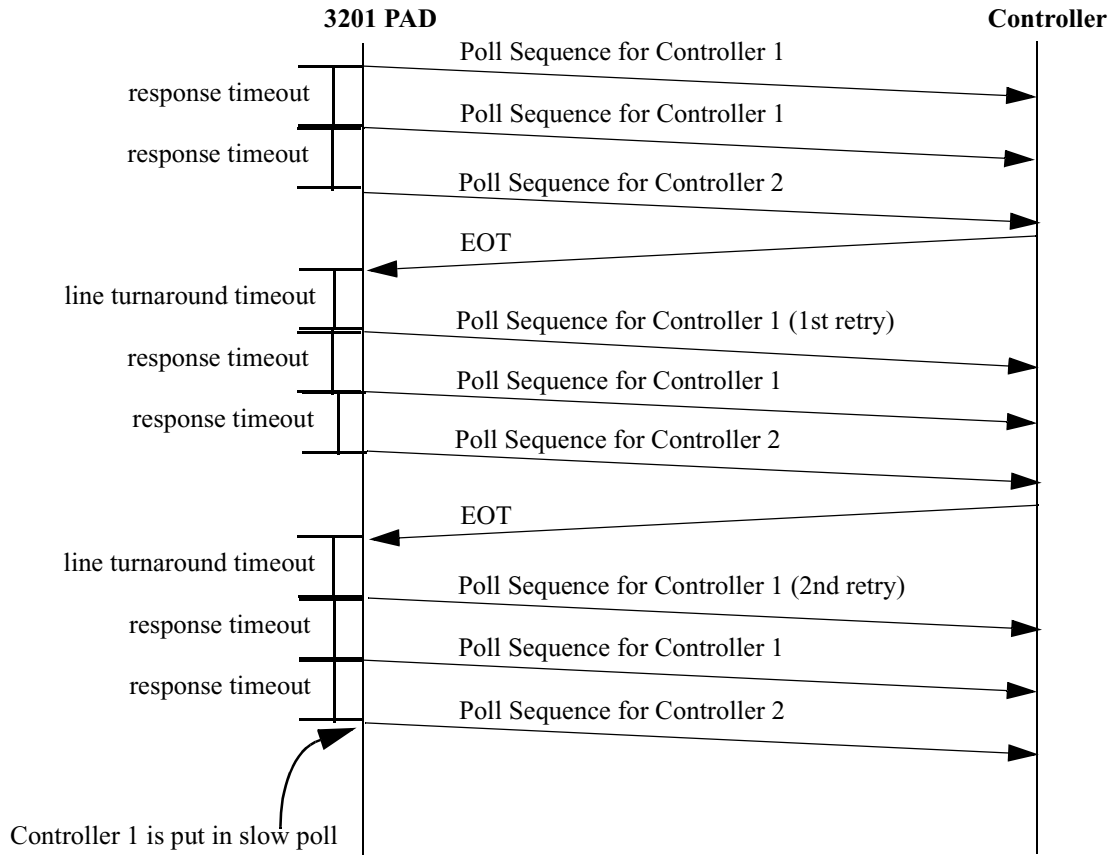 3201 PAD
Controller
Poll Sequence for Controller 1
response timeout
Poll Sequence for Controller 1
response timeout
Poll Sequence for Controller 2
EOT
line turnaround timeout
Poll Sequence for Controller 1 (1st retry)
response timeout
Poll Sequence for Controller 1
response timeout
Poll Sequence for Controller 2
EOT
line turnaround timeout
Poll Sequence for Controller 1 (2nd retry)
response timeout
Poll Sequence for Controller 1
response timeout
Poll Sequence for Controller 2
Controller 1 is put in slow poll